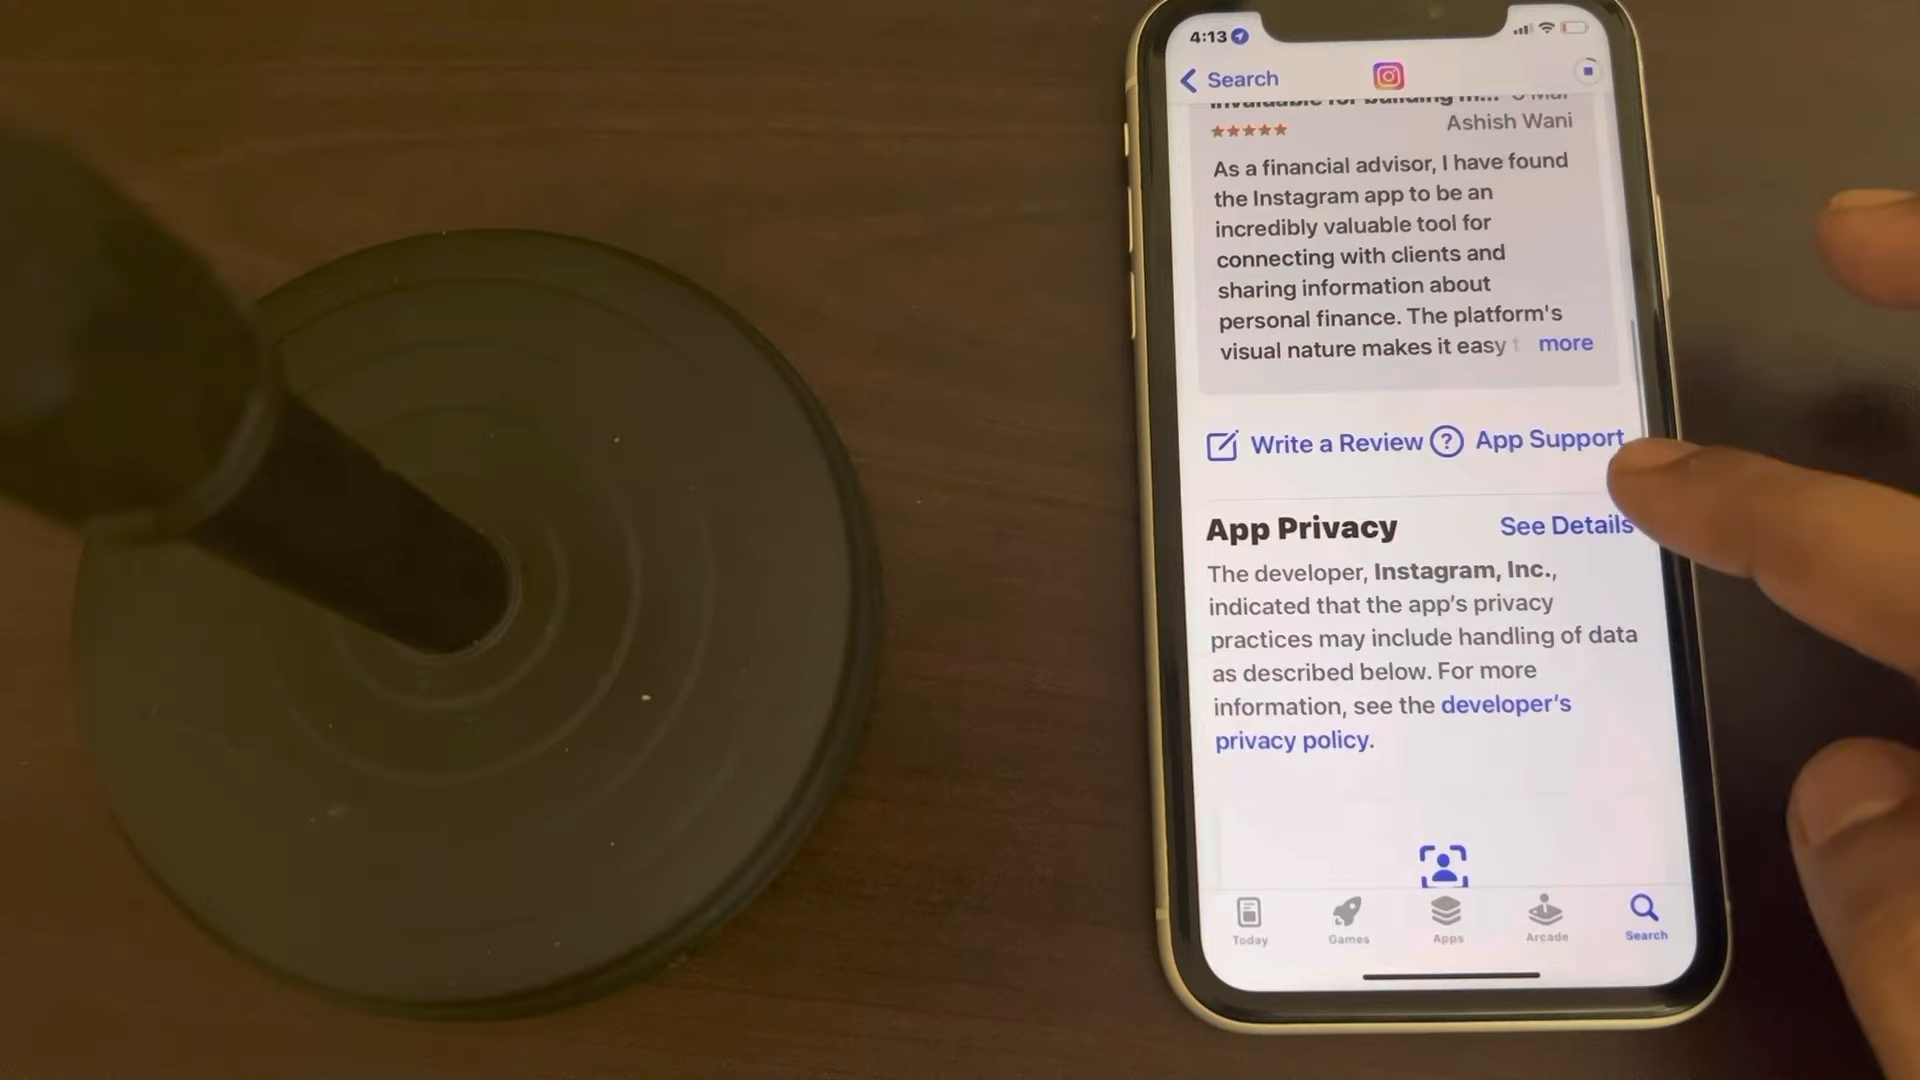 4:13
Search
Ashish Wani
As a financial advisor, I have found
the Instagram app to be an
incredibly valuable tool for
connecting with clients and
sharing information about
personal finance. The platform's
visual nature makes it easy
more
Write a Review
App Support
App Privacy
See Details
The developer, Instagram, Inc.,
indicated that the app's privacy
practices may include handling of data
as described below. For more
information, see the developer's
privacy policy.
Today
Games
Apps
Arcade
Search